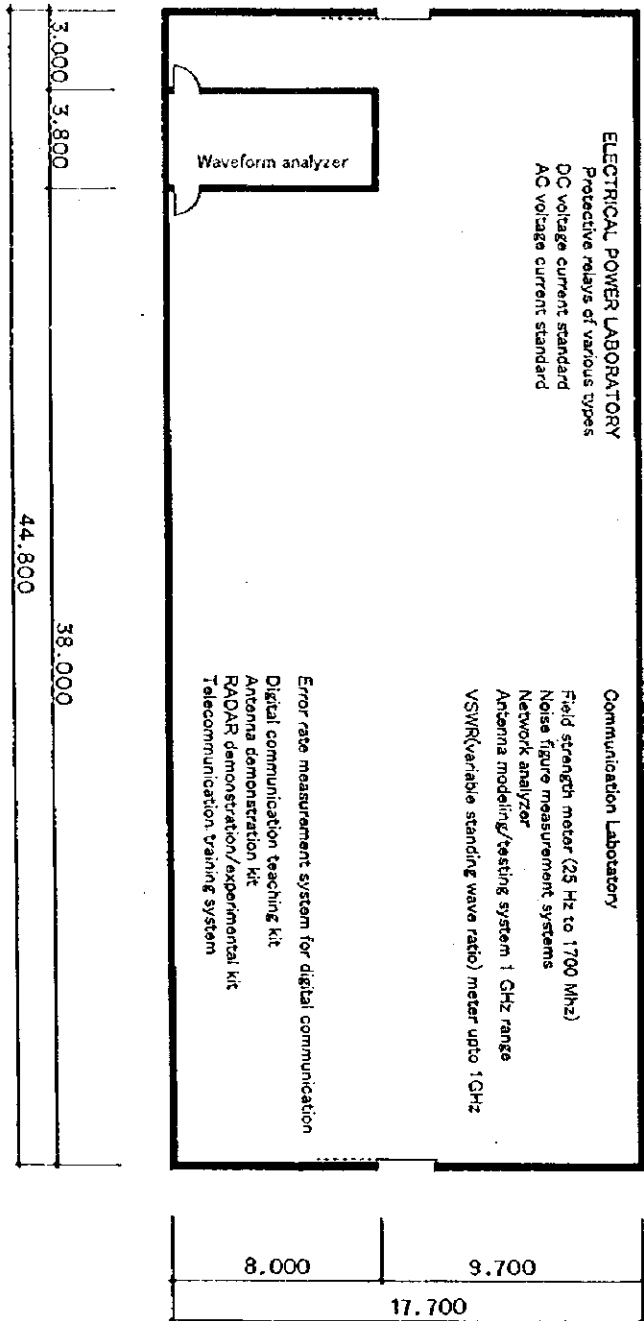 ELECTRICAL POWER LABORATORY
Protective relays of various types
DC voltage current standard
AC voltage current standard
Waveform analyzer
Communication Labotatory
Field strength meter (25 Hz to 1700 Mhz)
Noise figure measurement systems
Network analyzer
Antenna modeling/testing system 1 GHz range
VSWR(variable standing wave ratio) meter upto 1GHz
Error rate measurement system for digital communication
Digital communication teaching kit
Antenna demonstration kit
RADAR demonstration/experimental kit
Telecommunication training system
3.000
3.800
38.000
44.800
8.000
9.700
17.700